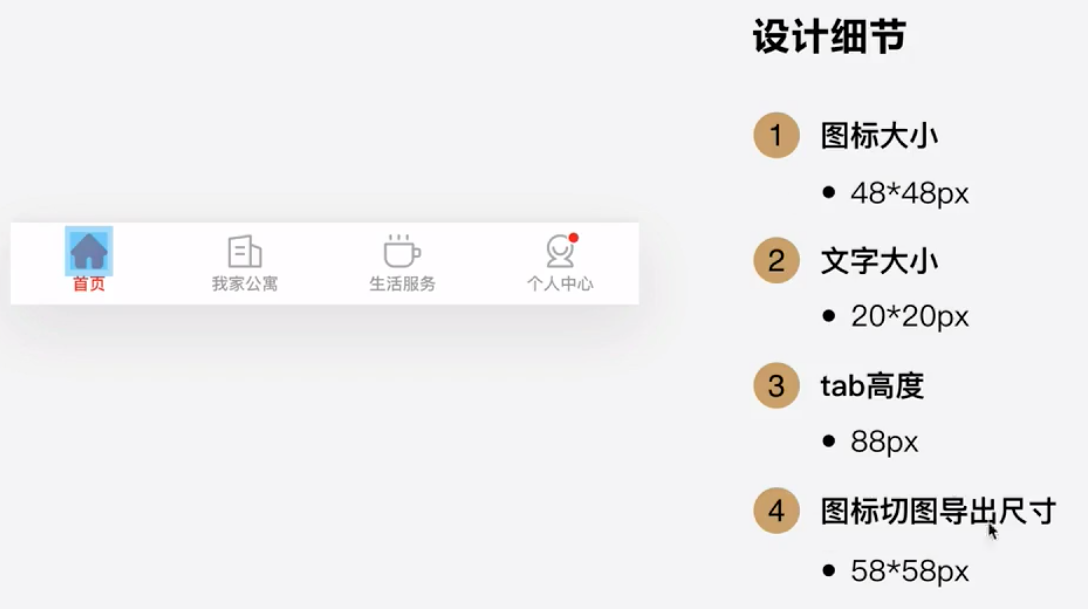 设计细节
1 图标大小
• 48*48px
2 文字大小
• 20*20px
3 tab高度
• 88px
4 图标切图导出尺寸
• 58*58px
首页 我家公寓 生活服务 个人中心